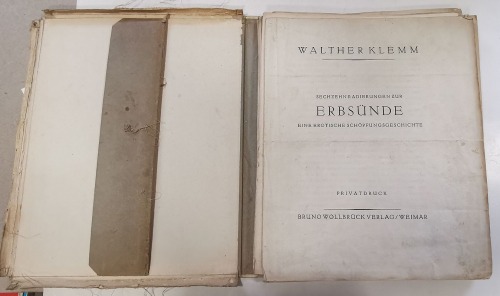 WALTHER KLEMM
SECHZEHN RADIERUNGEN ZUR
ERBSÜNDE
EINE EROTISCHE SCHÖPFUNGSGESCHICHTE
PRIVATDRUCK
BRUNO WOLLBRÜCK VERLAG/WEIMAR